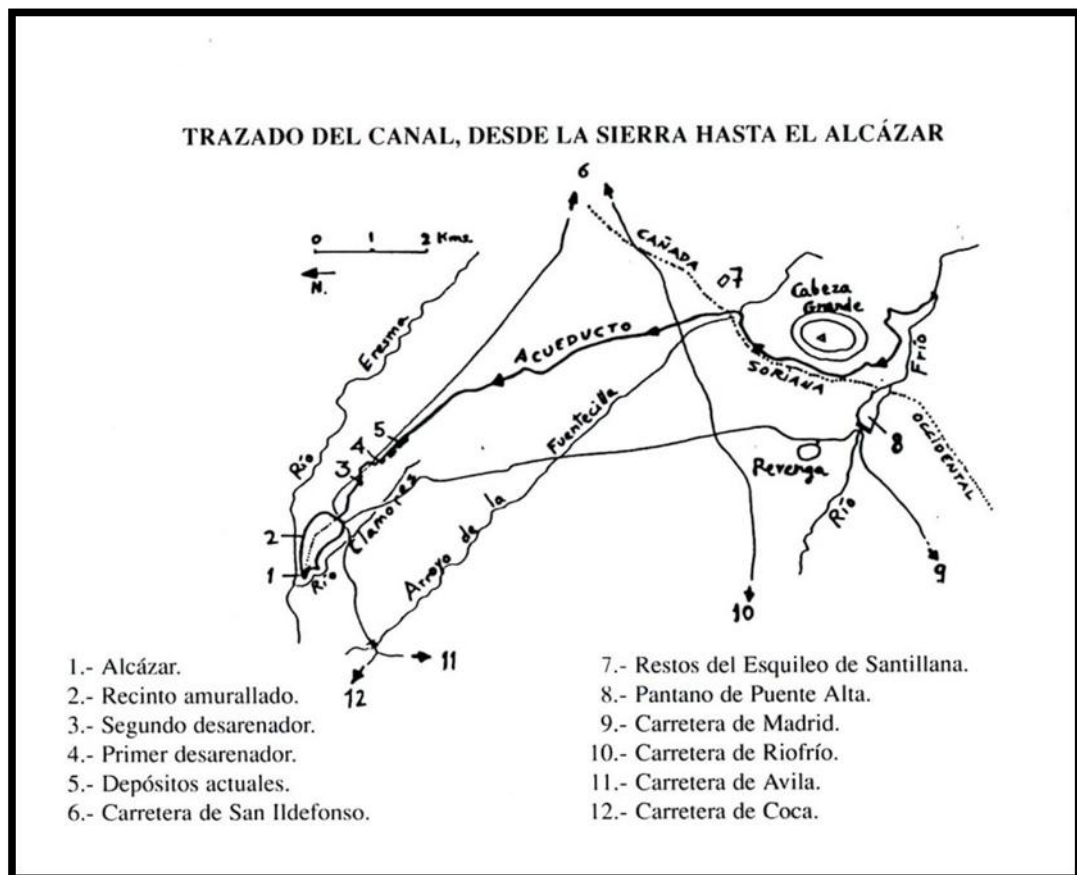 TRAZADO DEL CANAL, DESDE LA SIERRA HASTA EL ALCÁZAR
6
0 1 2 Kms.
N.
CAÑADA
7
Cabeza
Grande
Río Eresma
ACUEDUCTO
SORIANA
Frío
OCCIDENTAL
5
4
3
Fuentecilla
8
Revenga
Clamores
2
Río
1
Río
Arroyo de la
9
10
11
12
1.- Alcázar.
2.- Recinto amurallado.
3.- Segundo desarenador.
4.- Primer desarenador.
5.- Depósitos actuales.
6.- Carretera de San Ildefonso.
7.- Restos del Esquileo de Santillana.
8.- Pantano de Puente Alta.
9.- Carretera de Madrid.
10.- Carretera de Riofrío.
11.- Carretera de Avila.
12.- Carretera de Coca.